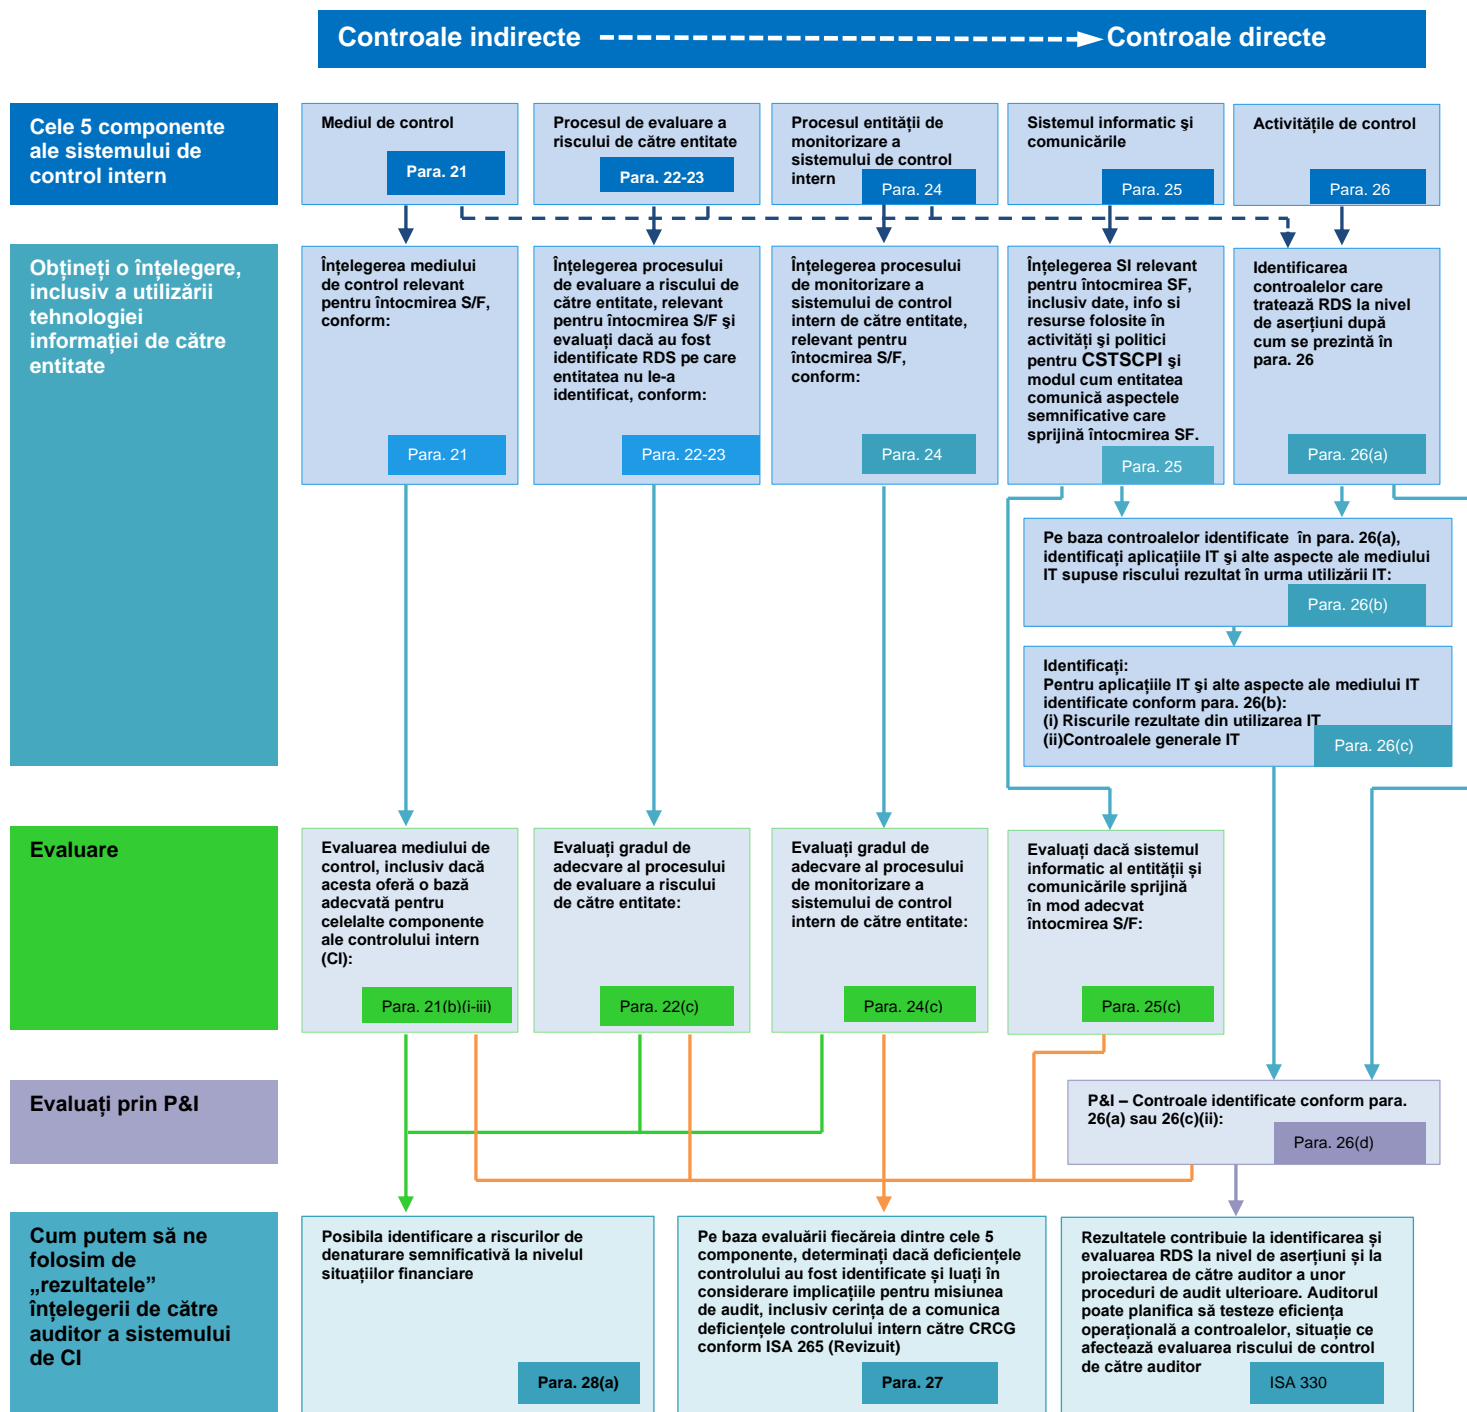 Controale indirecte
Controale directe
Cele 5 componente
ale sistemului de
control intern
Mediul de control
Para. 21
Procesul de evaluare a
riscului de către entitate
Para. 22-23
Procesul entității de
monitorizare a
sistemului de control
intern
Para. 24
Sistemul informatic și
comunicările
Para. 25
Activitățile de control
Para. 26
Obțineți o înțelegere,
inclusiv a utilizării
tehnologiei
informației de către
entitate
Înțelegerea mediului
de control relevant
pentru întocmirea S/F,
conform:
Para. 21
Înțelegerea procesului
de evaluare a riscului de
către entitate, relevant
pentru întocmirea S/F și
evaluați dacă au fost
identificate RDS pe care
entitatea nu le-a
identificat, conform:
Para. 22-23
Înțelegerea procesului
de monitorizare a
sistemului de control
intern de către entitate,
relevant pentru
întocmirea S/F,
conform:
Para. 24
Înțelegerea SI relevant
pentru întocmirea SF,
inclusiv date, info si
resurse folosite în
activități și politici
pentru CSTSCPI și
modul cum entitatea
comunică aspectele
semnificative care
sprijină întocmirea SF.
Para. 25
Identificarea
controalelor care
tratează RDS la nivel
de aserțiuni după
cum se prezintă în
para. 26
Para. 26(a)
Pe baza controalelor identificate în para. 26(a),
identificați aplicațiile IT și alte aspecte ale mediului
IT supuse riscului rezultat în urma utilizării IT:
Para. 26(b)
Identificați:
Pentru aplicațiile IT și alte aspecte ale mediului IT
identificate conform para. 26(b):
(i) Riscurile rezultate din utilizarea IT
(ii)Controalele generale IT
Para. 26(c)
Evaluare
Evaluarea mediului de
control, inclusiv dacă
acesta oferă o bază
adecvată pentru
celelalte componente
ale controlului intern
(CI):
Para. 21(b)(i-iii)
Evaluați gradul de
adecvare al procesului
de evaluare a riscului
de către entitate:
Para. 22(c)
Evaluați gradul de
adecvare al procesului
de monitorizare a
sistemului de control
intern de către entitate:
Para. 24(c)
Evaluați dacă sistemul
informatic al entității și
comunicările sprijină
în mod adecvat
întocmirea S/F:
Para. 25(c)
Evaluați prin P&I
P&I – Controale identificate conform para.
26(a) sau 26(c)(ii):
Para. 26(d)
Cum putem să ne
folosim de
„rezultatele”
înțelegerii de către
auditor a sistemului
de CI
Posibila identificare a riscurilor de
denaturare semnificativă la nivelul
situațiilor financiare
Para. 28(a)
Pe baza evaluării fiecăreia dintre cele 5
componente, determinați dacă deficiențele
controlului au fost identificate și luați în
considerare implicațiile pentru misiunea
de audit, inclusiv cerința de a comunica
deficiențele controlului intern către CRCG
conform ISA 265 (Revizuit)
Para. 27
Rezultatele contribuie la identificarea și
evaluarea RDS la nivel de aserțiuni și la
proiectarea de către auditor a unor
proceduri de audit ulterioare. Auditorul
poate planifica să testeze eficiența
operațională a controalelor, situație ce
afectează evaluarea riscului de control
de către auditor
ISA 330